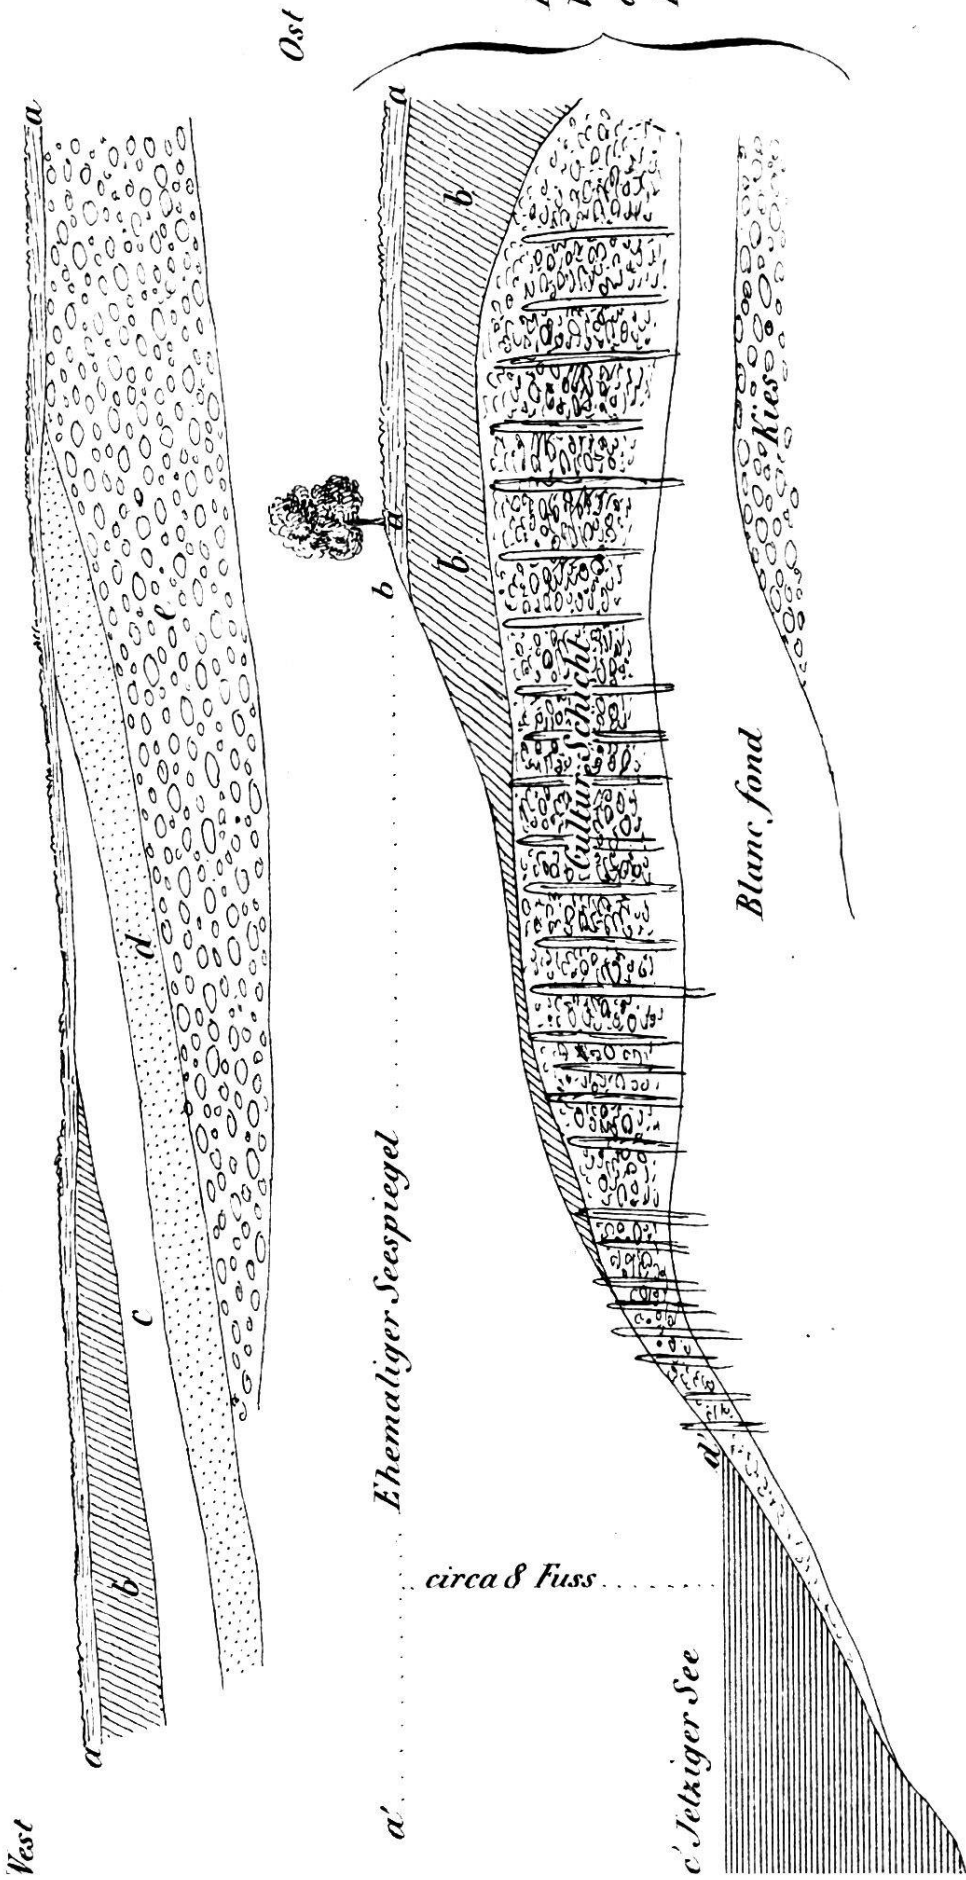 West
Ost
a
a
b
c
d
e
a' Ehemaliger Seespiegel b
a
a
b
b
circa 8 Fuss
Cultur Schicht
c' Jetziger See
d'
Blanc fond
Kies